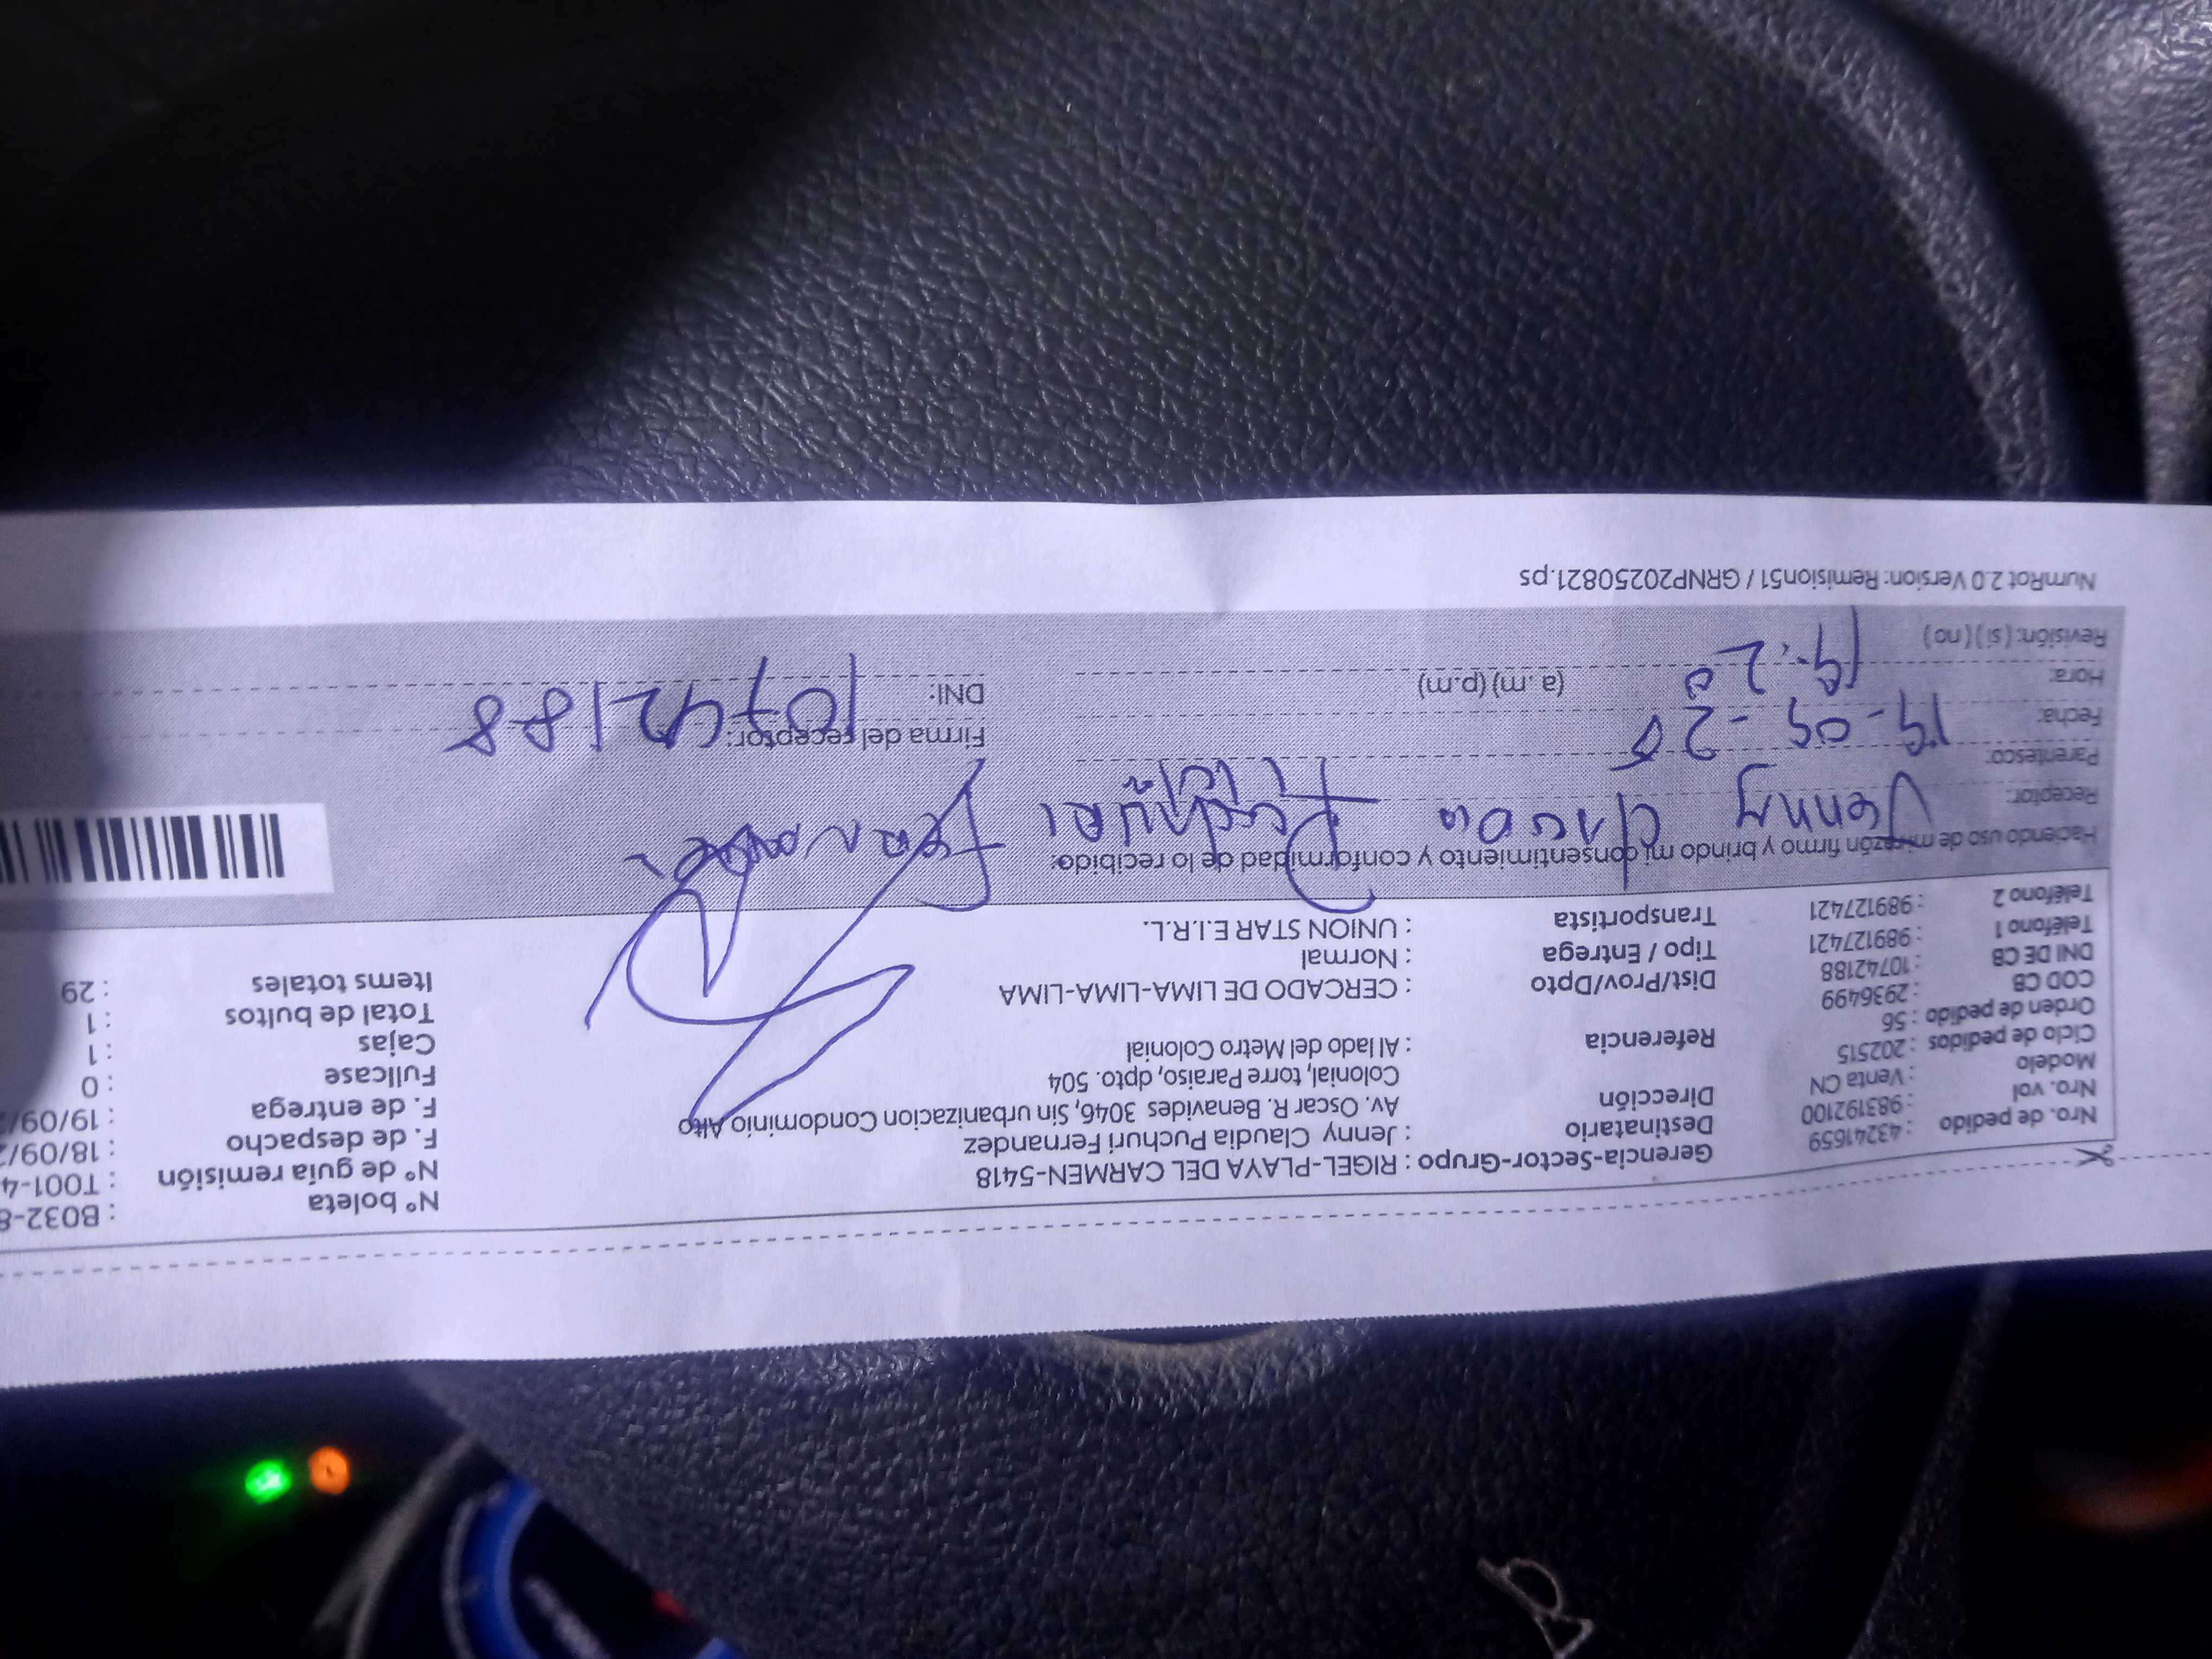 Nro. de pedido : 43241659
Nro. vol : 983192100
Modelo : Venta CN
Ciclo de pedidos : 202515
Orden de pedido : 56
COD CB : 2936499
DNI DE CB : 10742188
Teléfono 1 : 989127421
Teléfono 2 : 989127421
Gerencia-Sector-Grupo : RIGEL-PLAYA DEL CARMEN-5418
Destinatario : Jenny Claudia Puchuri Fernandez
Dirección Av. Oscar R. Benavides 3046, Sin urbanizacion Condominio Alto
Colonial, torre Paraiso, dpto. 504
Referencia : Al lado del Metro Colonial
Dist/Prov/Dpto : CERCADO DE LIMA-LIMA-LIMA
Tipo / Entrega : Normal
Transportista : UNION STAR E.I.R.L.
N° boleta : B032-8
N° de guía remisión : T001-4
F. de despacho : 18/09/2
F. de entrega : 19/09/2
Fullcase : 0
Cajas : 1
Total de bultos : 1
Items totales : 29
Haciendo uso de mi razón firmo y brindo mi consentimiento y conformidad de lo recibido:
Receptor: Jenny Puchuri
Parentesco:
Fecha: 19-09-25
Hora: 19:20 (a. m) (p.m)
Revisión: ( si ) ( no )
Firma del receptor:
DNI: 10742188
NumRot 2.0 Version: Remision51 / GRNP20250821.ps